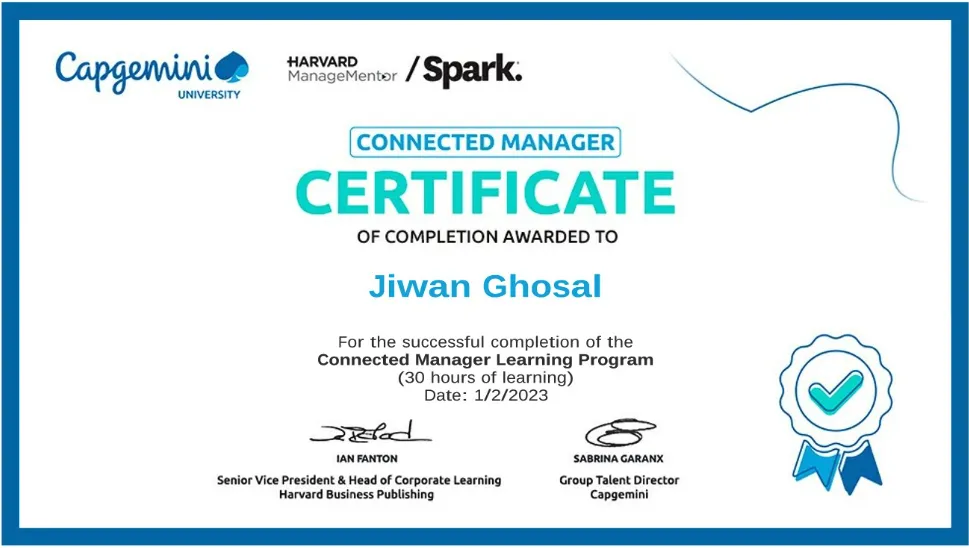 Capgemini
UNIVERSITY
HARVARD
ManageMentor
/ Spark.
CONNECTED MANAGER
CERTIFICATE
OF COMPLETION AWARDED TO
Jiwan Ghosal
For the successful completion of the
Connected Manager Learning Program
(30 hours of learning)
Date: 1/2/2023
IAN FANTON
Senior Vice President & Head of Corporate Learning
Harvard Business Publishing
SABRINA GARANX
Group Talent Director
Capgemini